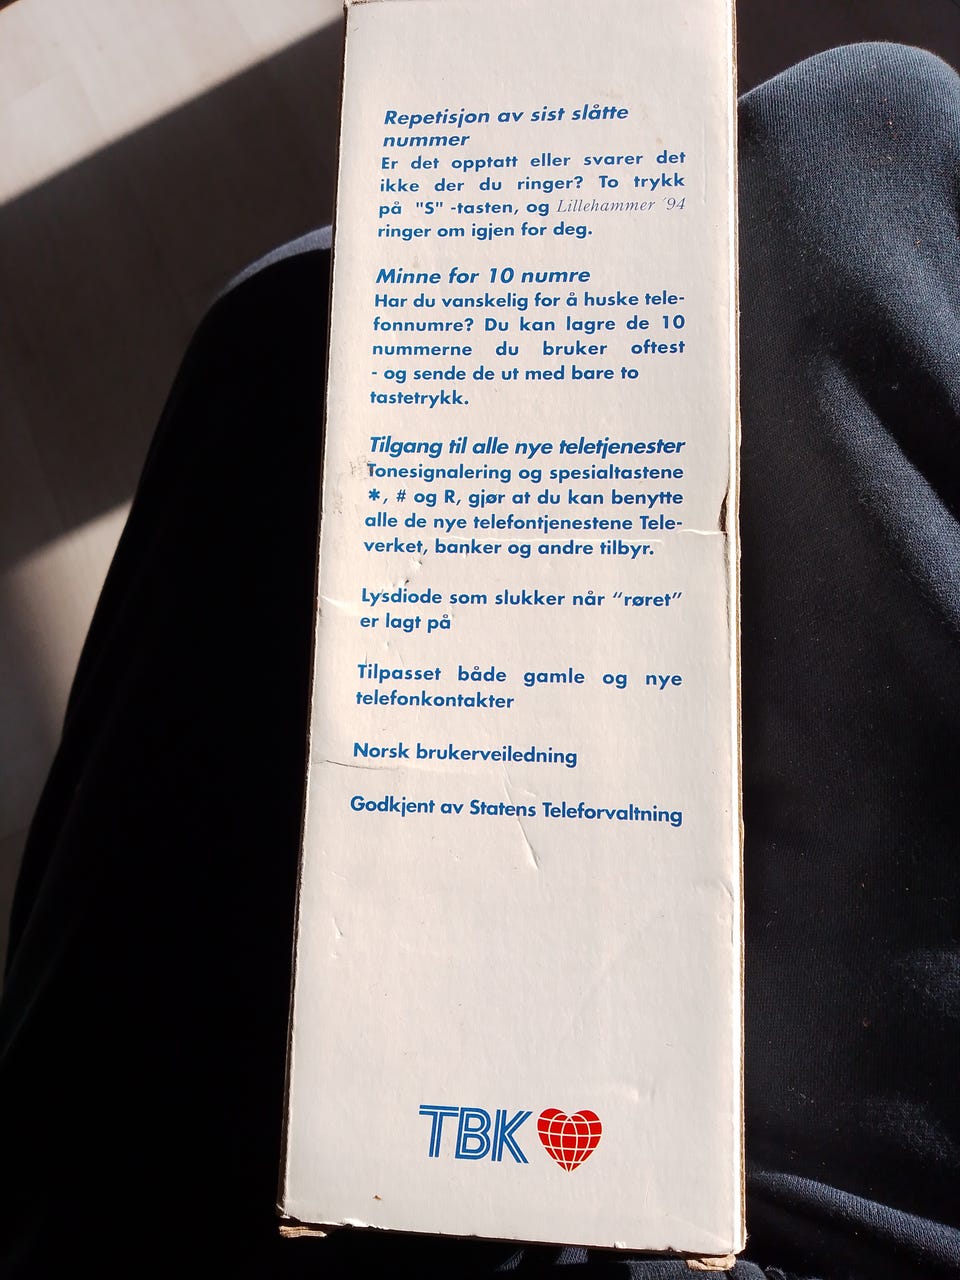 Repetisjon av sist slåtte
nummer
Er det opptatt eller svarer det
ikke der du ringer? To trykk
på "S" -tasten, og Lillehammer ´94
ringer om igjen for deg.
Minne for 10 numre
Har du vanskelig for å huske tele-
fonnumre? Du kan lagre de 10
nummerne du bruker oftest
- og sende de ut med bare to
tastetrykk.
Tilgang til alle nye teletjenester
Tonesignalering og spesialtastene
*, # og R, gjør at du kan benytte
alle de nye telefontjenestene Tele-
verket, banker og andre tilbyr.
Lysdiode som slukker når “røret”
er lagt på
Tilpasset både gamle og nye
telefonkontakter
Norsk brukerveiledning
Godkjent av Statens Teleforvaltning
TBK